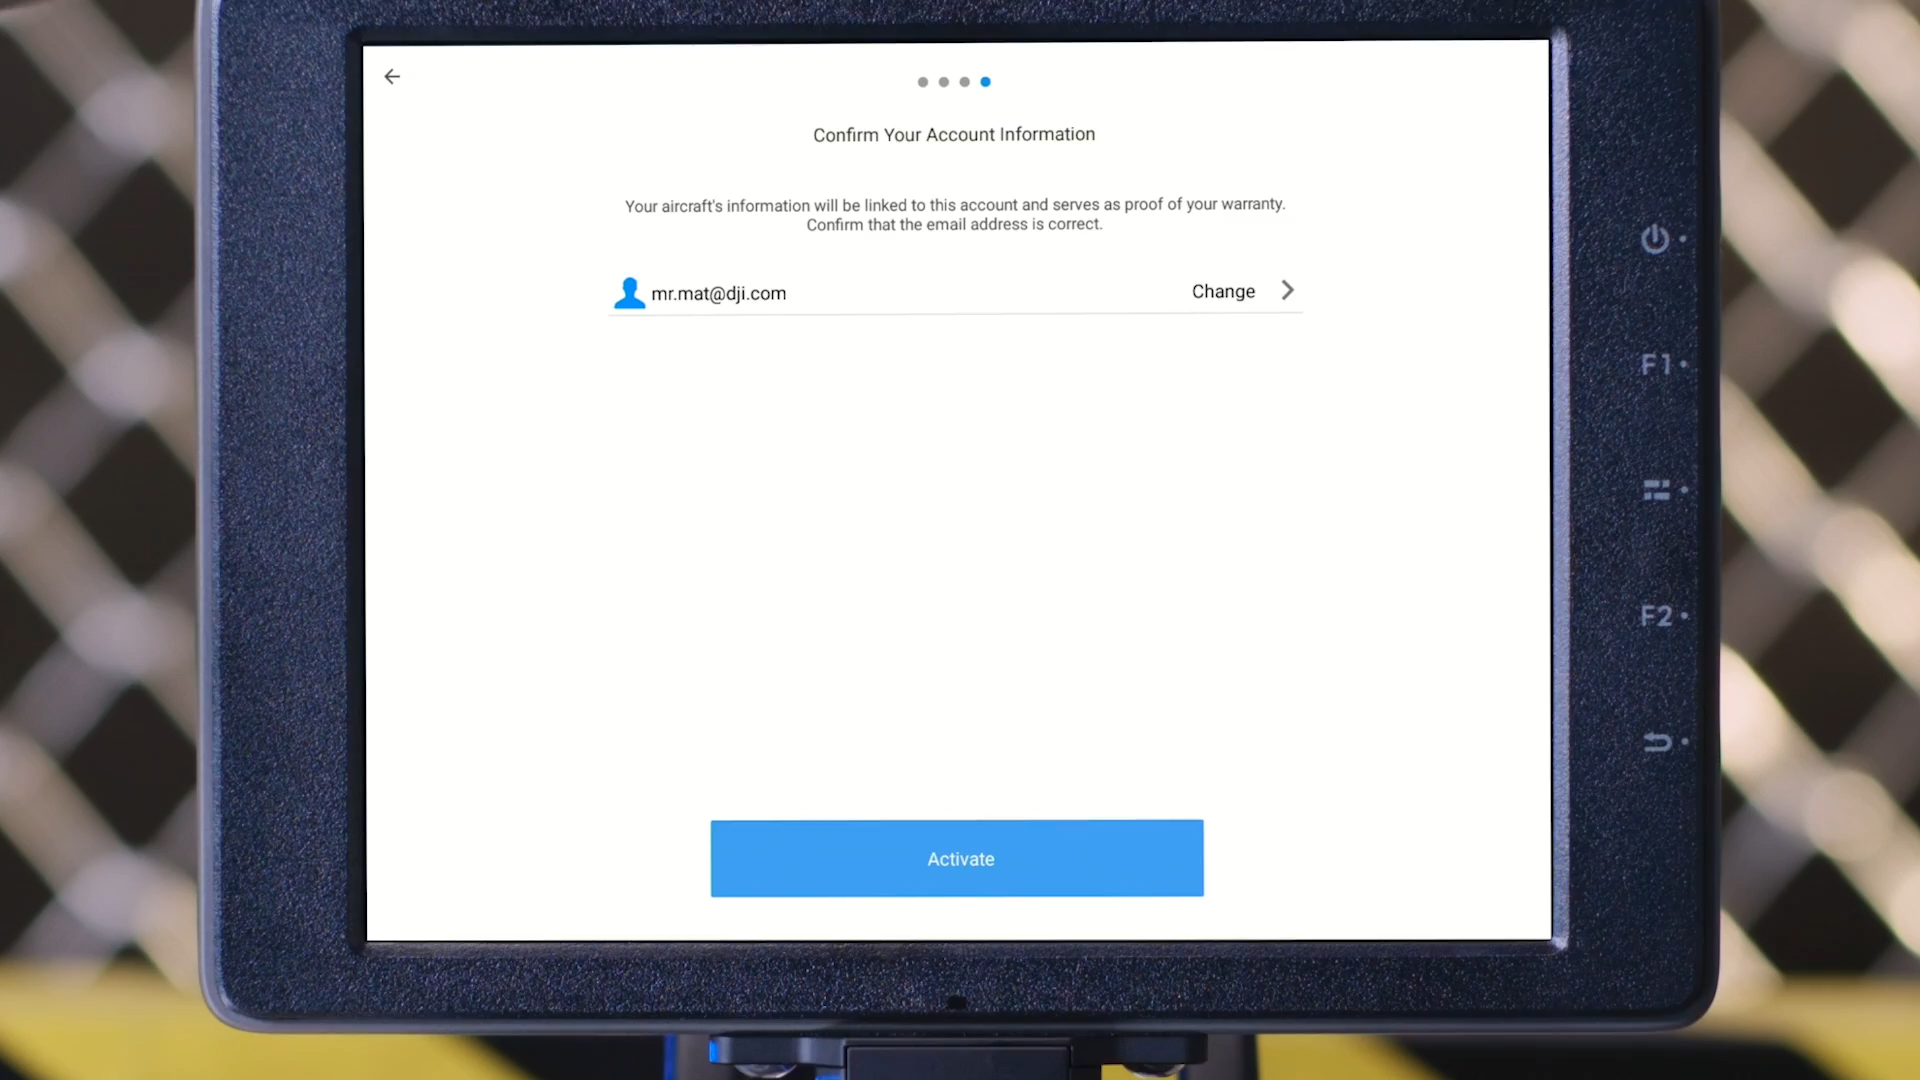 Confirm Your Account Information
Your aircraft's information will be linked to this account and serves as proof of your warranty.
Confirm that the email address is correct.
mr.mat@dji.com
Change
Activate
F1
F2